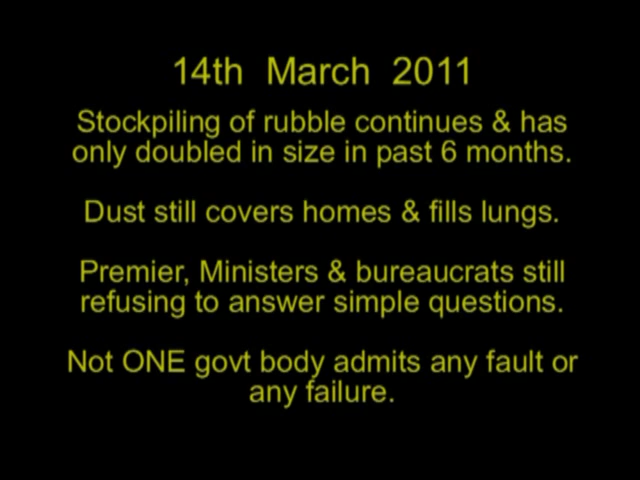 14th March 2011
Stockpiling of rubble continues & has
only doubled in size in past 6 months.
Dust still covers homes & fills lungs.
Premier, Ministers & bureaucrats still
refusing to answer simple questions.
Not ONE govt body admits any fault or
any failure.